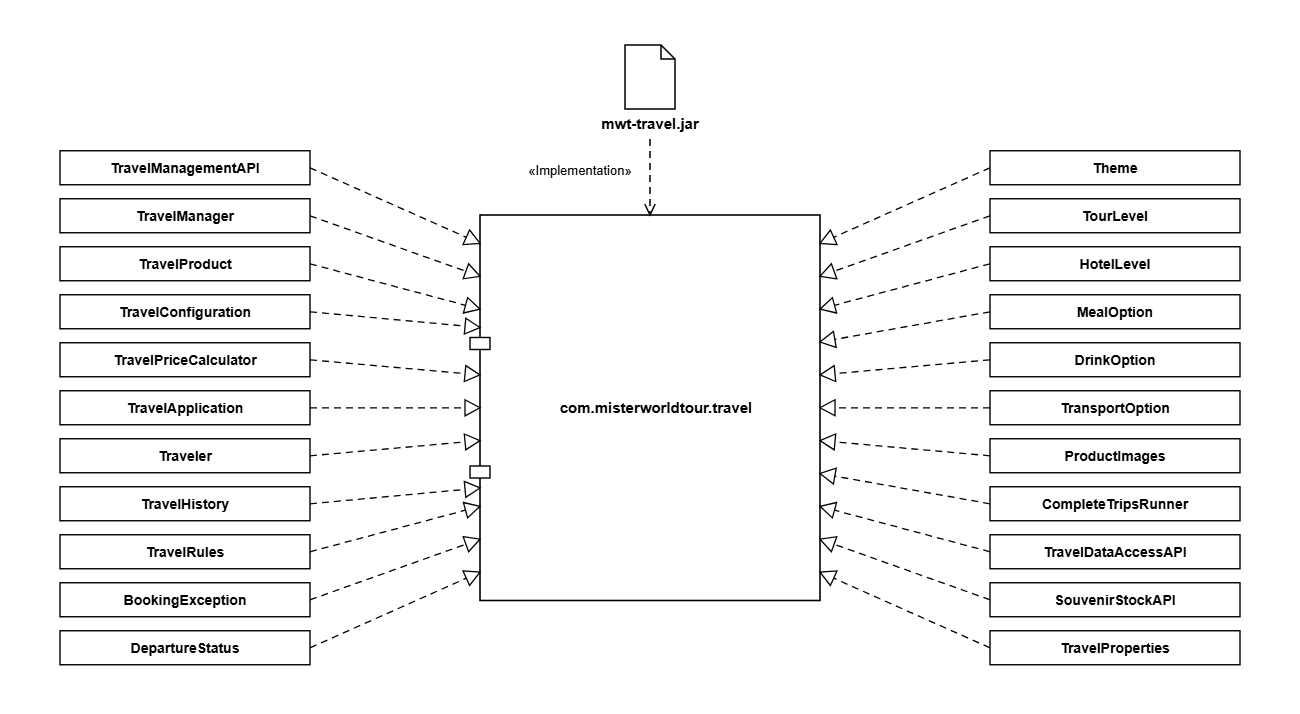 mwt-travel.jar
«Implementation»
TravelManagementAPI
TravelManager
TravelProduct
TravelConfiguration
TravelPriceCalculator
TravelApplication
Traveler
TravelHistory
TravelRules
BookingException
DepartureStatus
com.misterworldtour.travel
Theme
TourLevel
HotelLevel
MealOption
DrinkOption
TransportOption
ProductImages
CompleteTripsRunner
TravelDataAccessAPI
SouvenirStockAPI
TravelProperties